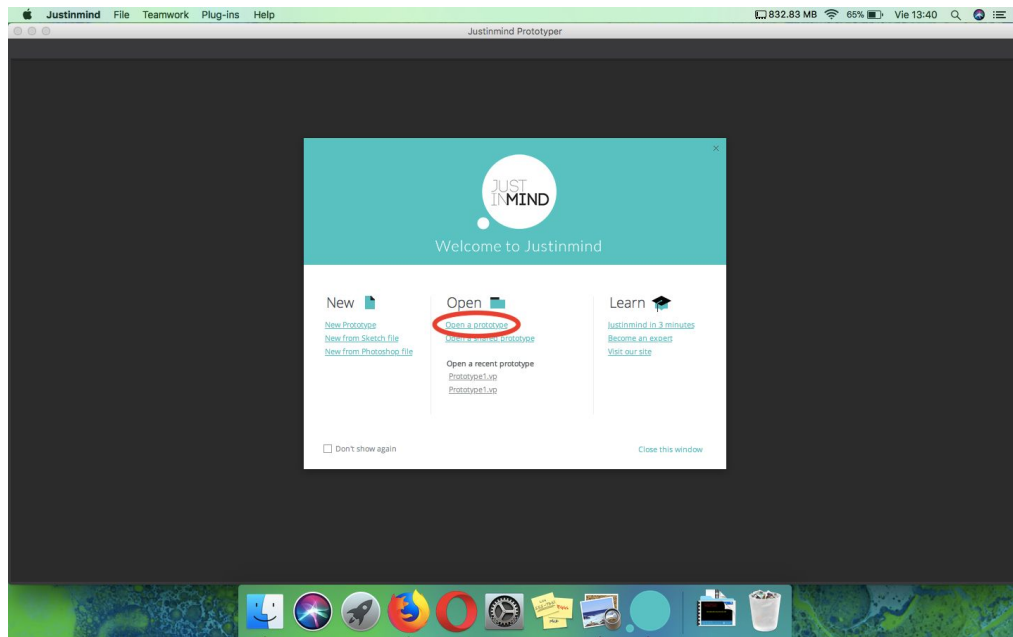 Justinmind File Teamwork Plug-ins Help 832.83 MB 65% Vie 13:40
Justinmind Prototyper
JUST
INMIND
Welcome to Justinmind
New Open Learn
New Prototype Open a prototype Justinmind in 3 minutes
New from Sketch file Open a shared prototype Become an expert
New from Photoshop file Visit our site
Open a recent prototype
Prototype1.vp
Prototype1.vp
Don't show again Close this window